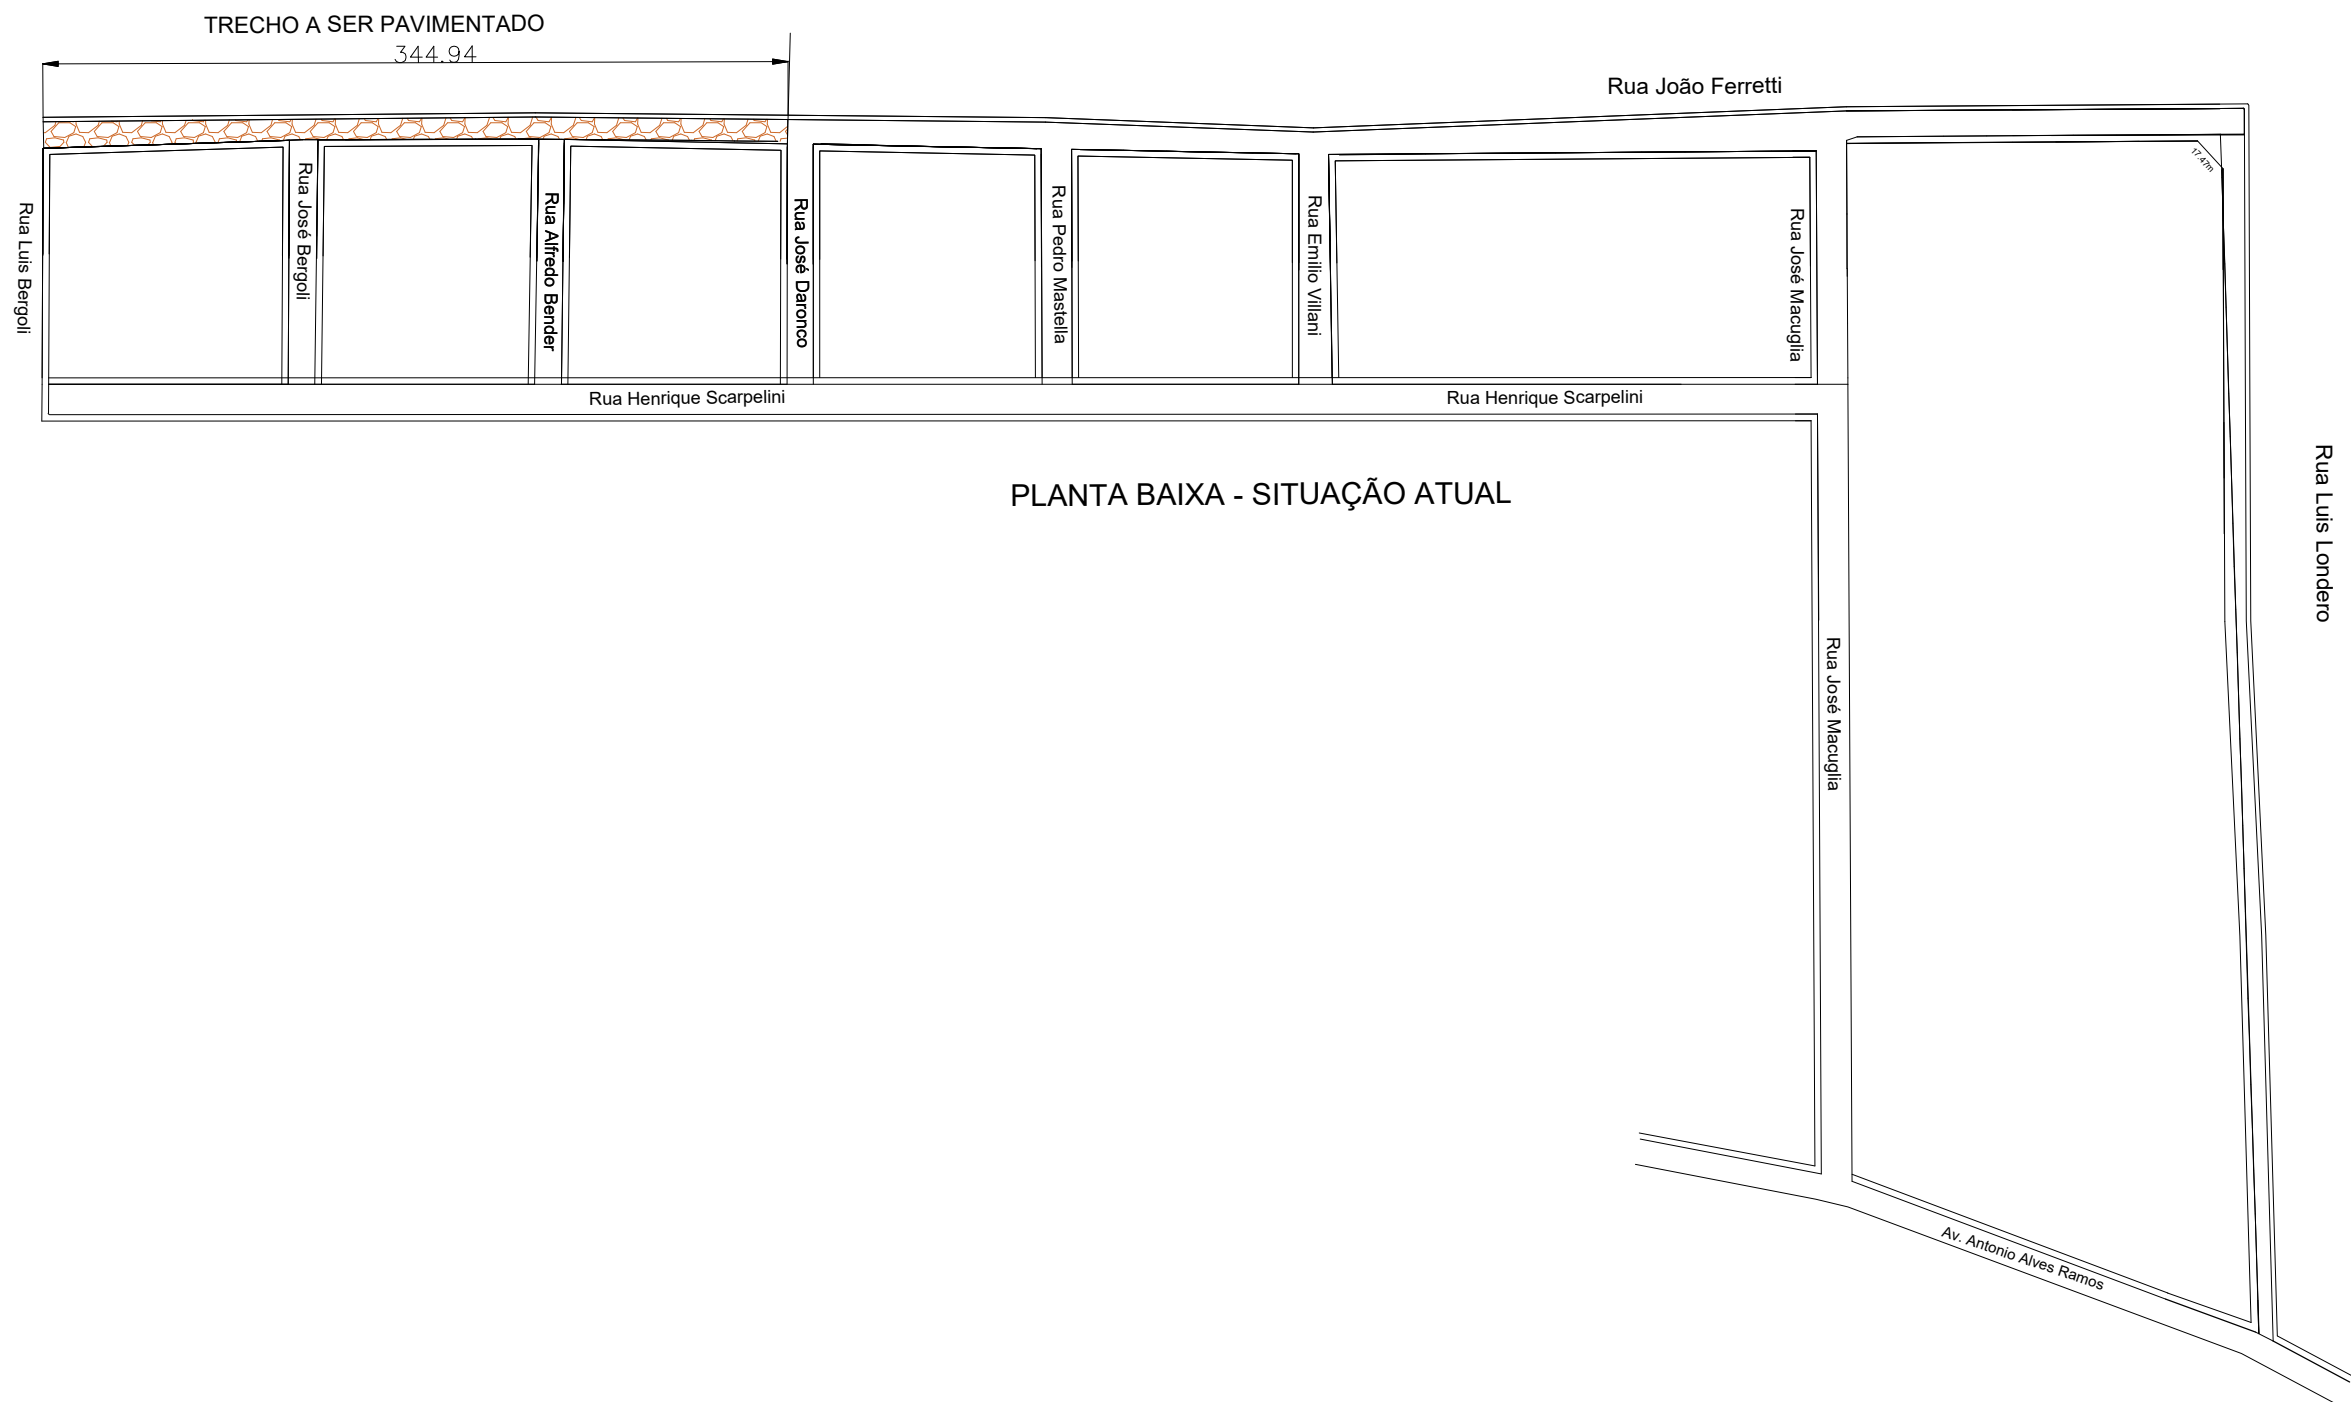 TRECHO A SER PAVIMENTADO
344.94
Rua João Ferretti
17.47m
Rua Luis Bergoli
Rua José Bergoli
Rua Alfredo Bender
Rua José Daronco
Rua Pedro Mastella
Rua Emilio Villani
Rua José Macuglia
Rua Henrique Scarpelini
Rua Henrique Scarpelini
PLANTA BAIXA - SITUAÇÃO ATUAL
Rua Luis Londero
Rua José Macuglia
Av. Antonio Alves Ramos